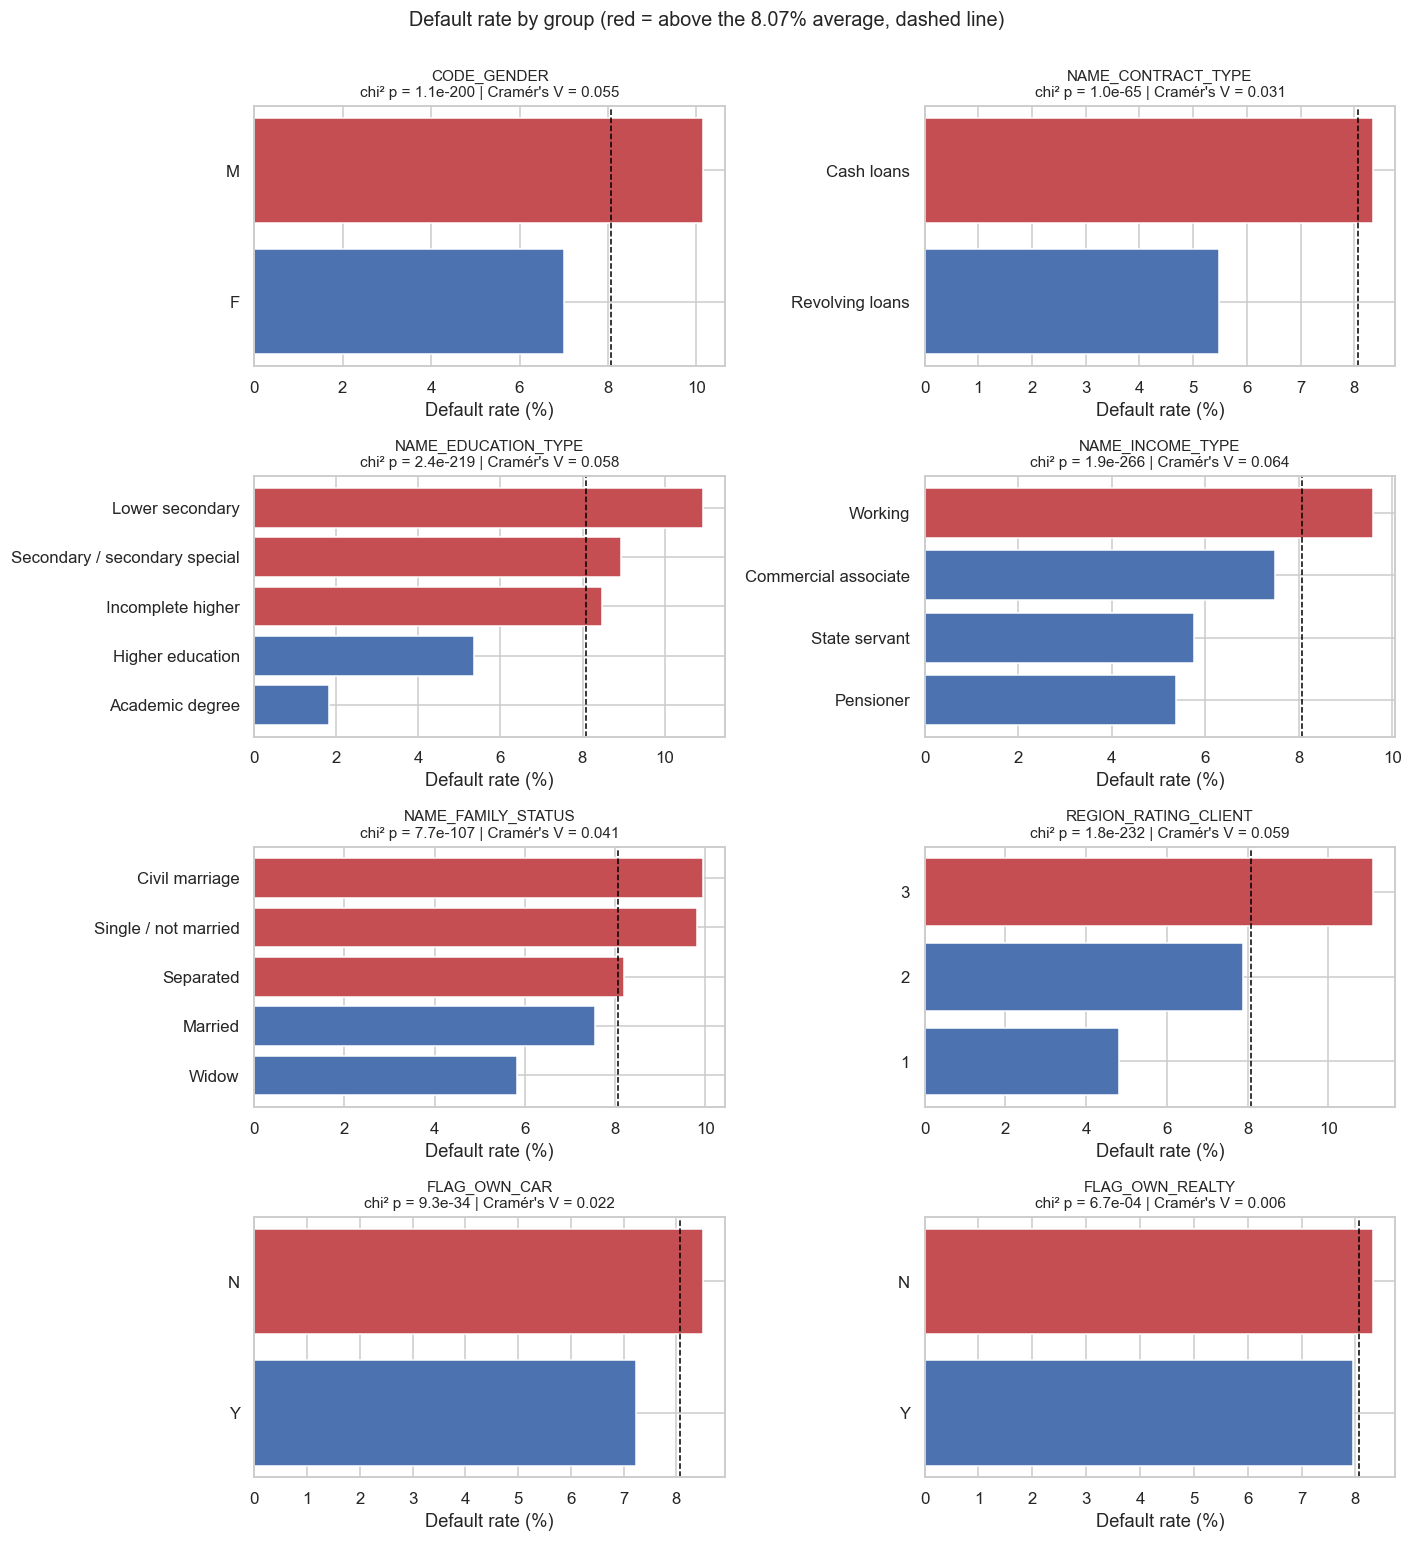 Default rate by group (red = above the 8.07% average, dashed line)
CODE_GENDER
chi² p = 1.1e-200 | Cramér's V = 0.055
M
F
0 2 4 6 8 10
Default rate (%)
NAME_CONTRACT_TYPE
chi² p = 1.0e-65 | Cramér's V = 0.031
Cash loans
Revolving loans
0 1 2 3 4 5 6 7 8
Default rate (%)
NAME_EDUCATION_TYPE
chi² p = 2.4e-219 | Cramér's V = 0.058
Lower secondary
Secondary / secondary special
Incomplete higher
Higher education
Academic degree
0 2 4 6 8 10
Default rate (%)
NAME_INCOME_TYPE
chi² p = 1.9e-266 | Cramér's V = 0.064
Working
Commercial associate
State servant
Pensioner
0 2 4 6 8 10
Default rate (%)
NAME_FAMILY_STATUS
chi² p = 7.7e-107 | Cramér's V = 0.041
Civil marriage
Single / not married
Separated
Married
Widow
0 2 4 6 8 10
Default rate (%)
REGION_RATING_CLIENT
chi² p = 1.8e-232 | Cramér's V = 0.059
3
2
1
0 2 4 6 8 10
Default rate (%)
FLAG_OWN_CAR
chi² p = 9.3e-34 | Cramér's V = 0.022
N
Y
0 1 2 3 4 5 6 7 8
Default rate (%)
FLAG_OWN_REALTY
chi² p = 6.7e-04 | Cramér's V = 0.006
N
Y
0 1 2 3 4 5 6 7 8
Default rate (%)